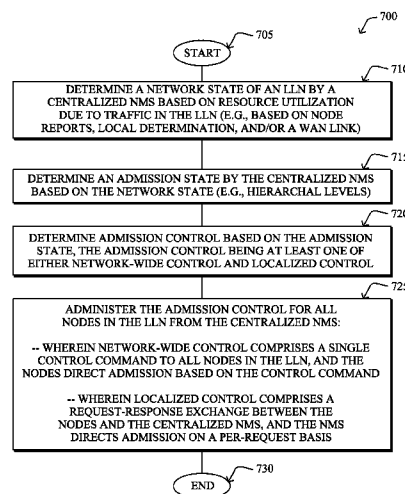 700
705
START
710
DETERMINE A NETWORK STATE OF AN LLN BY A
CENTRALIZED NMS BASED ON RESOURCE UTILIZATION
DUE TO TRAFFIC IN THE LLN (E.G., BASED ON NODE
REPORTS, LOCAL DETERMINATION, AND/OR A WAN LINK)
715
DETERMINE AN ADMISSION STATE BY THE CENTRALIZED NMS
BASED ON THE NETWORK STATE (E.G., HIERARCHAL LEVELS)
720
DETERMINE ADMISSION CONTROL BASED ON THE ADMISSION
STATE, THE ADMISSION CONTROL BEING AT LEAST ONE OF
EITHER NETWORK-WIDE CONTROL AND LOCALIZED CONTROL
725
ADMINISTER THE ADMISSION CONTROL FOR ALL
NODES IN THE LLN FROM THE CENTRALIZED NMS:
-- WHEREIN NETWORK-WIDE CONTROL COMPRISES A SINGLE
CONTROL COMMAND TO ALL NODES IN THE LLN, AND THE
NODES DIRECT ADMISSION BASED ON THE CONTROL COMMAND
-- WHEREIN LOCALIZED CONTROL COMPRISES A
REQUEST-RESPONSE EXCHANGE BETWEEN THE
NODES AND THE CENTRALIZED NMS, AND THE NMS
DIRECTS ADMISSION ON A PER-REQUEST BASIS
END
730